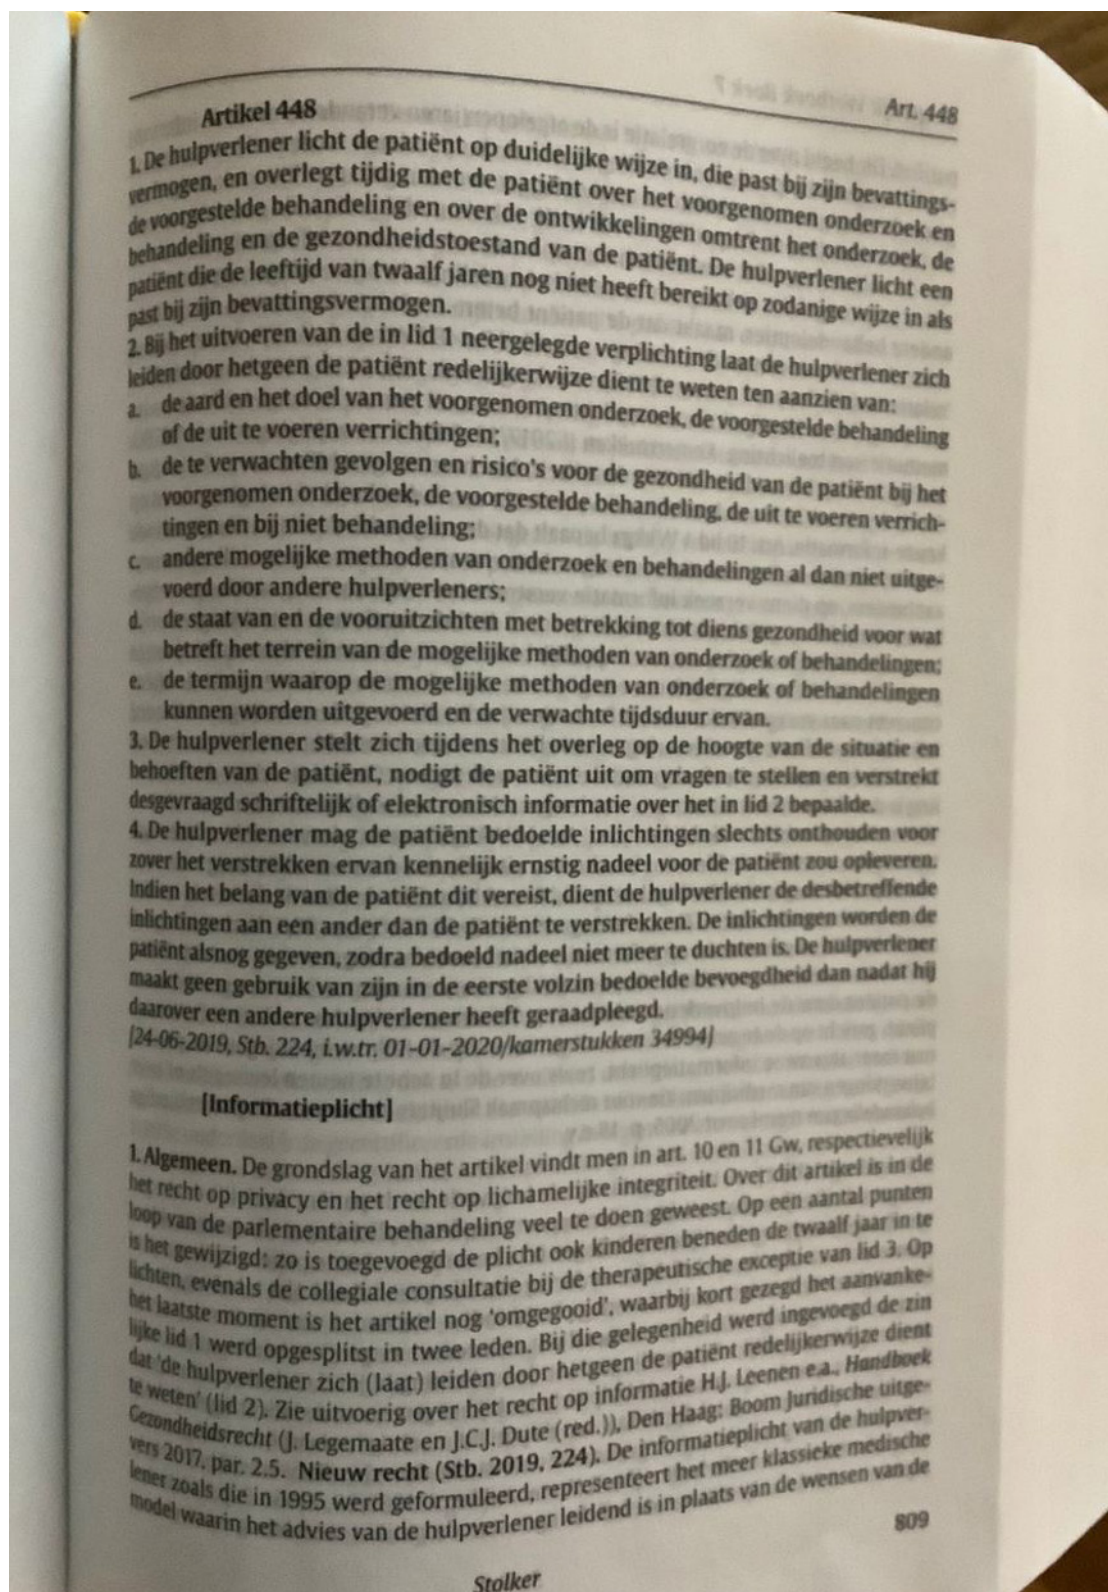 Art. 448
Artikel 448
1. De hulpverlener licht de patiënt op duidelijke wijze in, die past bij zijn bevattings-
vermogen, en overlegt tijdig met de patiënt over het voorgenomen onderzoek en
de voorgestelde behandeling en over de ontwikkelingen omtrent het onderzoek, de
behandeling en de gezondheidstoestand van de patiënt. De hulpverlener licht een
patiënt die de leeftijd van twaalf jaren nog niet heeft bereikt op zodanige wijze in als
past bij zijn bevattingsvermogen.
2. Bij het uitvoeren van de in lid 1 neergelegde verplichting laat de hulpverlener zich
leiden door hetgeen de patiënt redelijkerwijze dient te weten ten aanzien van:
a. de aard en het doel van het voorgenomen onderzoek, de voorgestelde behandeling
of de uit te voeren verrichtingen;
b. de te verwachten gevolgen en risico's voor de gezondheid van de patiënt bij het
voorgenomen onderzoek, de voorgestelde behandeling, de uit te voeren verrich-
tingen en bij niet behandeling;
c. andere mogelijke methoden van onderzoek en behandelingen al dan niet uitge-
voerd door andere hulpverleners;
d. de staat van en de vooruitzichten met betrekking tot diens gezondheid voor wat
betreft het terrein van de mogelijke methoden van onderzoek of behandelingen;
e. de termijn waarop de mogelijke methoden van onderzoek of behandelingen
kunnen worden uitgevoerd en de verwachte tijdsduur ervan.
3. De hulpverlener stelt zich tijdens het overleg op de hoogte van de situatie en
behoeften van de patiënt, nodigt de patiënt uit om vragen te stellen en verstrekt
desgevraagd schriftelijk of elektronisch informatie over het in lid 2 bepaalde.
4. De hulpverlener mag de patiënt bedoelde inlichtingen slechts onthouden voor
zover het verstrekken ervan kennelijk ernstig nadeel voor de patiënt zou opleveren.
Indien het belang van de patiënt dit vereist, dient de hulpverlener de desbetreffende
inlichtingen aan een ander dan de patiënt te verstrekken. De inlichtingen worden de
patiënt alsnog gegeven, zodra bedoeld nadeel niet meer te duchten is. De hulpverlener
maakt geen gebruik van zijn in de eerste volzin bedoelde bevoegdheid dan nadat hij
daarover een andere hulpverlener heeft geraadpleegd.
[24-06-2019, Stb. 224, i.w.tr. 01-01-2020/kamerstukken 34994]
[Informatieplicht]
1. Algemeen. De grondslag van het artikel vindt men in art. 10 en 11 Gw, respectievelijk
het recht op privacy en het recht op lichamelijke integriteit. Over dit artikel is in de
loop van de parlementaire behandeling veel te doen geweest. Op een aantal punten
is het gewijzigd: zo is toegevoegd de plicht ook kinderen beneden de twaalf jaar in te
lichten, evenals de collegiale consultatie bij de therapeutische exceptie van lid 3. Op
het laatste moment is het artikel nog 'omgegooid', waarbij kort gezegd het aanvanke-
lijke lid 1 werd opgesplitst in twee leden. Bij die gelegenheid werd ingevoegd de zin
dat 'de hulpverlener zich (laat) leiden door hetgeen de patiënt redelijkerwijze dient
te weten' (lid 2). Zie uitvoerig over het recht op informatie H.J. Leenen e.a., Handboek
Gezondheidsrecht (J. Legemaate en J.C.J. Dute (red.)), Den Haag: Boom Juridische uitge-
vers 2017, par. 2.5. Nieuw recht (Stb. 2019, 224). De informatieplicht van de hulpver-
lener zoals die in 1995 werd geformuleerd, representeert het meer klassieke medische
model waarin het advies van de hulpverlener leidend is in plaats van de wensen van de
809
Stolker